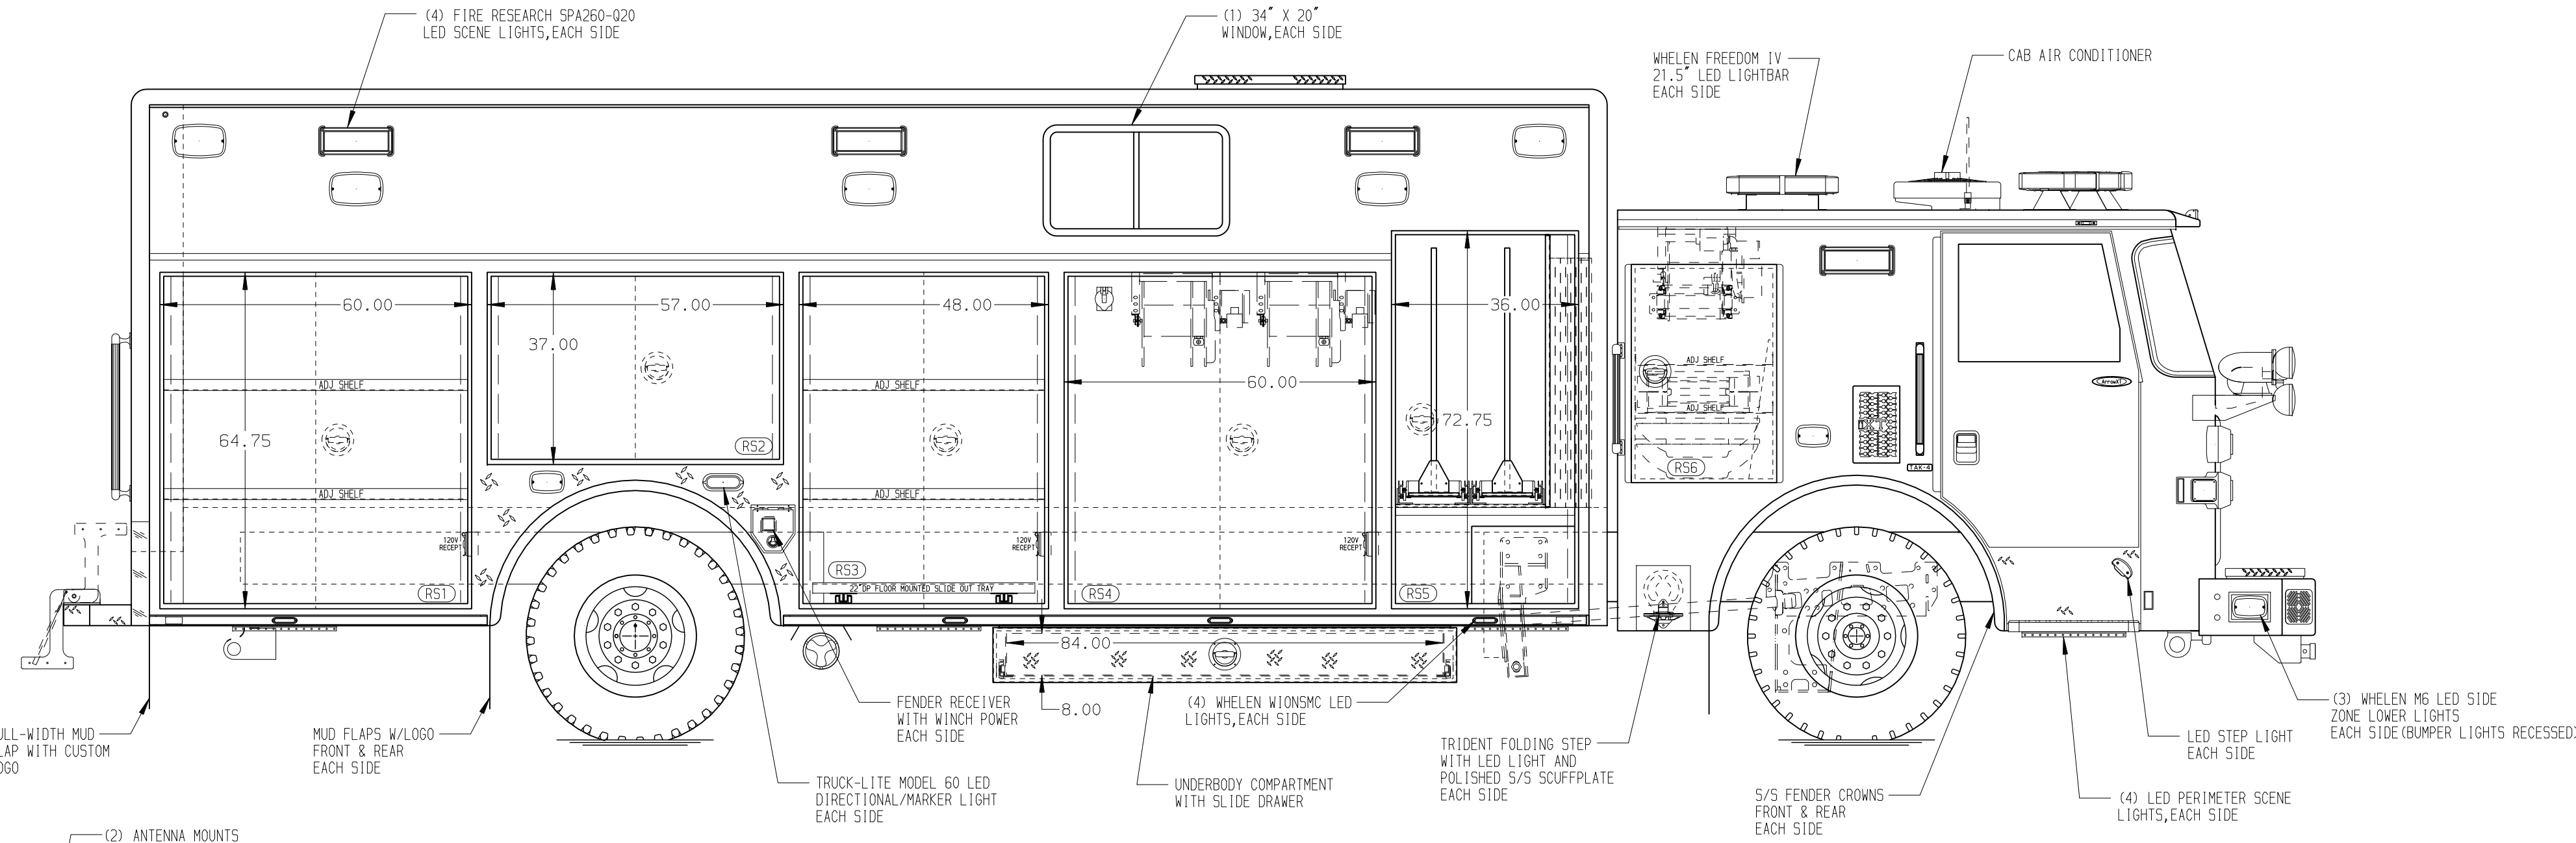 (4) FIRE RESEARCH SPA260-Q20
LED SCENE LIGHTS,EACH SIDE
(1) 34" X 20"
WINDOW,EACH SIDE
WHELEN FREEDOM IV
21.5" LED LIGHTBAR
EACH SIDE
CAB AIR CONDITIONER
60.00
57.00
48.00
36.00
37.00
60.00
64.75
72.75
ADJ SHELF
ADJ SHELF
ADJ SHELF
ADJ SHELF
ADJ SHELF
ADJ SHELF
ArrowXT
TAK-4
RS2
RS6
120V
RECEPT
120V
RECEPT
120V
RECEPT
RS3
22"DP FLOOR MOUNTED SLIDE OUT TRAY
RS1
RS4
RS5
84.00
8.00
ULL-WIDTH MUD
LAP WITH CUSTOM
OGO
MUD FLAPS W/LOGO
FRONT & REAR
EACH SIDE
FENDER RECEIVER
WITH WINCH POWER
EACH SIDE
(4) WHELEN WIONSMC LED
LIGHTS,EACH SIDE
(3) WHELEN M6 LED SIDE
ZONE LOWER LIGHTS
EACH SIDE(BUMPER LIGHTS RECESSED)
TRUCK-LITE MODEL 60 LED
DIRECTIONAL/MARKER LIGHT
EACH SIDE
UNDERBODY COMPARTMENT
WITH SLIDE DRAWER
TRIDENT FOLDING STEP
WITH LED LIGHT AND
POLISHED S/S SCUFFPLATE
EACH SIDE
LED STEP LIGHT
EACH SIDE
S/S FENDER CROWNS
FRONT & REAR
EACH SIDE
(4) LED PERIMETER SCENE
LIGHTS,EACH SIDE
(2) ANTENNA MOUNTS